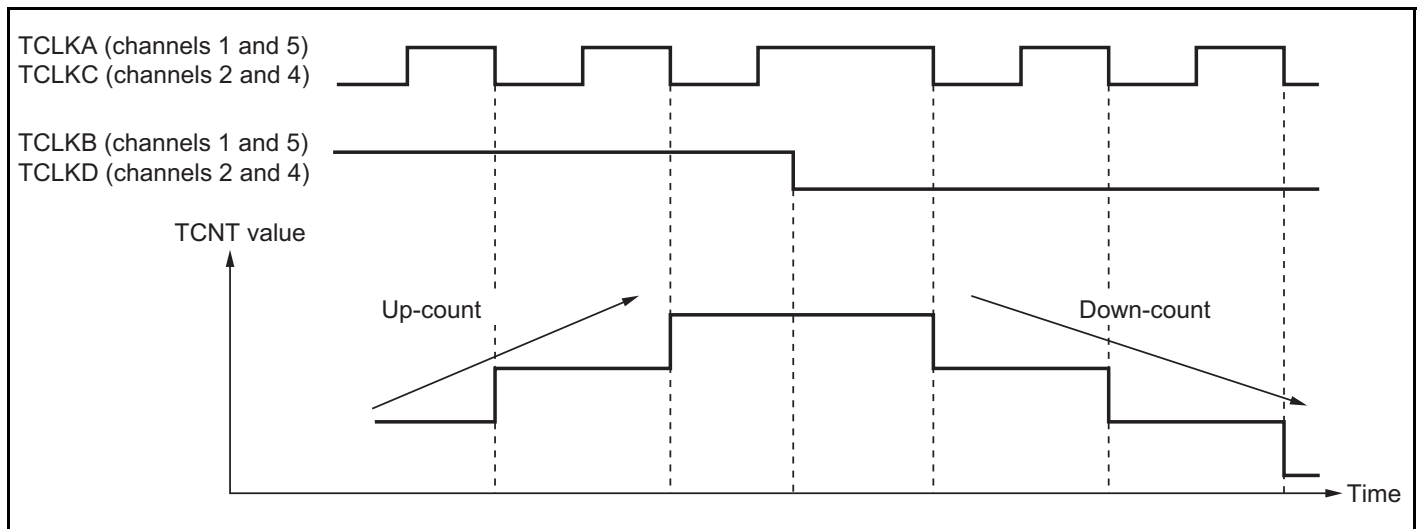 TCLKA (channels 1 and 5)
TCLKC (channels 2 and 4)
TCLKB (channels 1 and 5)
TCLKD (channels 2 and 4)
TCNT value
Up-count
Down-count
Time